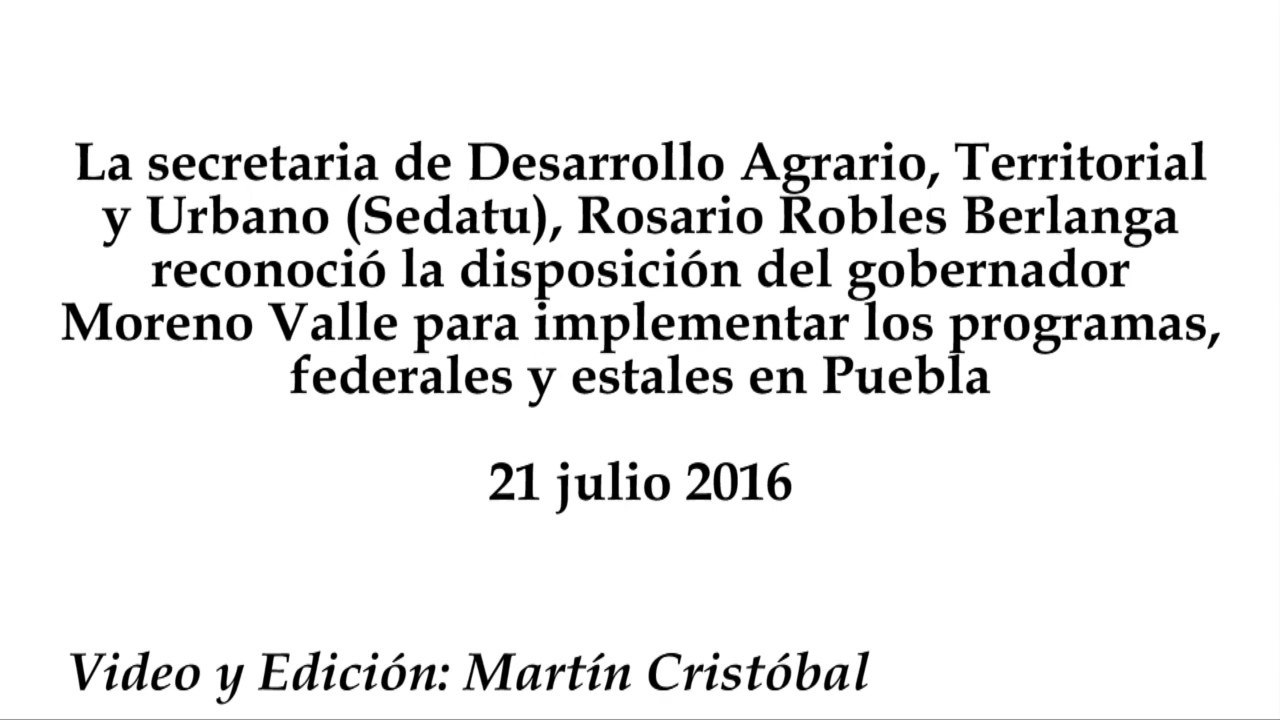 La secretaria de Desarrollo Agrario, Territorial
y Urbano (Sedatu), Rosario Robles Berlanga
reconoció la disposición del gobernador
Moreno Valle para implementar los programas,
federales y estales en Puebla
21 julio 2016
Video y Edición: Martín Cristóbal